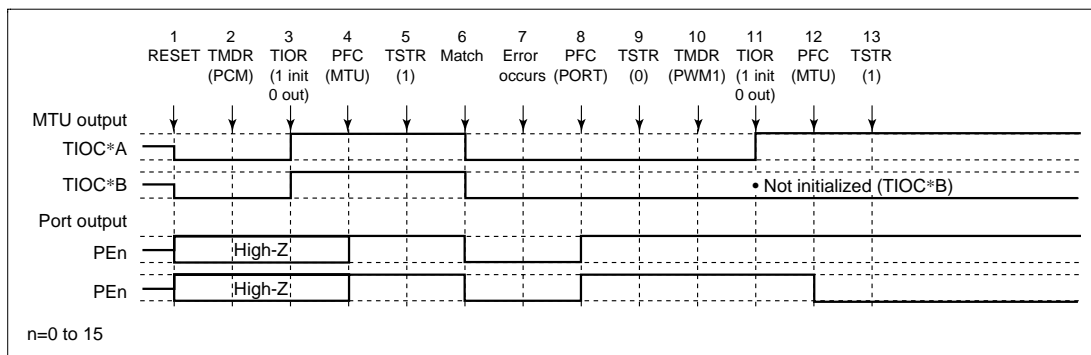 1 2 3 4 5 6 7 8 9 10 11 12 13
RESET TMDR TIOR PFC TSTR Match Error PFC TSTR TMDR TIOR PFC TSTR
(PCM) (1 init (MTU) (1) occurs (PORT) (0) (PWM1) (1 init (MTU) (1)
0 out) 0 out)
MTU output
TIOC*A
TIOC*B
• Not initialized (TIOC*B)
Port output
PEn
High-Z
PEn
High-Z
n=0 to 15